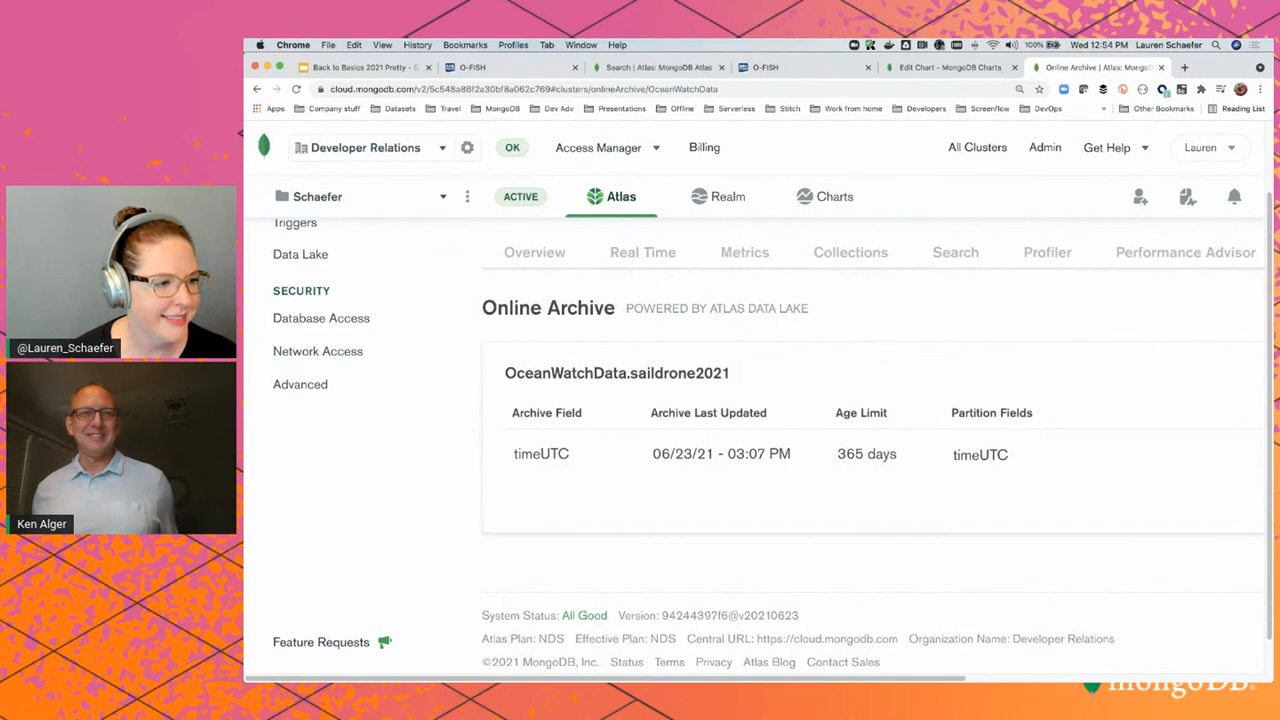 Chrome File Edit View History Bookmarks Profiles Tab Window Help 100% Wed 12:54 PM Lauren Schaefer
Back to Basics 2021 Pretty - O-FISH Search | Atlas: MongoDB Atlas O-FISH Edit Chart - MongoDB Charts Online Archive | Atlas: Mongo
cloud.mongodb.com/v2/5c548a86f2a30bf8a062c769#clusters/onlineArchive/OceanWatchData
Apps Company stuff Datasets Travel MongoDB Dev Adv Presentations Offline Serverless Stitch Work from home Developers Screenflow DevOps » Other Bookmarks Reading List
Developer Relations OK Access Manager Billing All Clusters Admin Get Help Lauren
Schaefer ACTIVE Atlas Realm Charts
Triggers
Data Lake
SECURITY
Database Access
Network Access
Advanced
Feature Requests
Overview Real Time Metrics Collections Search Profiler Performance Advisor
Online Archive POWERED BY ATLAS DATA LAKE
OceanWatchData.saildrone2021
Archive Field Archive Last Updated Age Limit Partition Fields
timeUTC 06/23/21 - 03:07 PM 365 days timeUTC
System Status: All Good Version: 94244397f6@v20210623
Atlas Plan: NDS Effective Plan: NDS Central URL: https://cloud.mongodb.com Organization Name: Developer Relations
©2021 MongoDB, Inc. Status Terms Privacy Atlas Blog Contact Sales
@Lauren_Schaefer
Ken Alger
mongoDB.